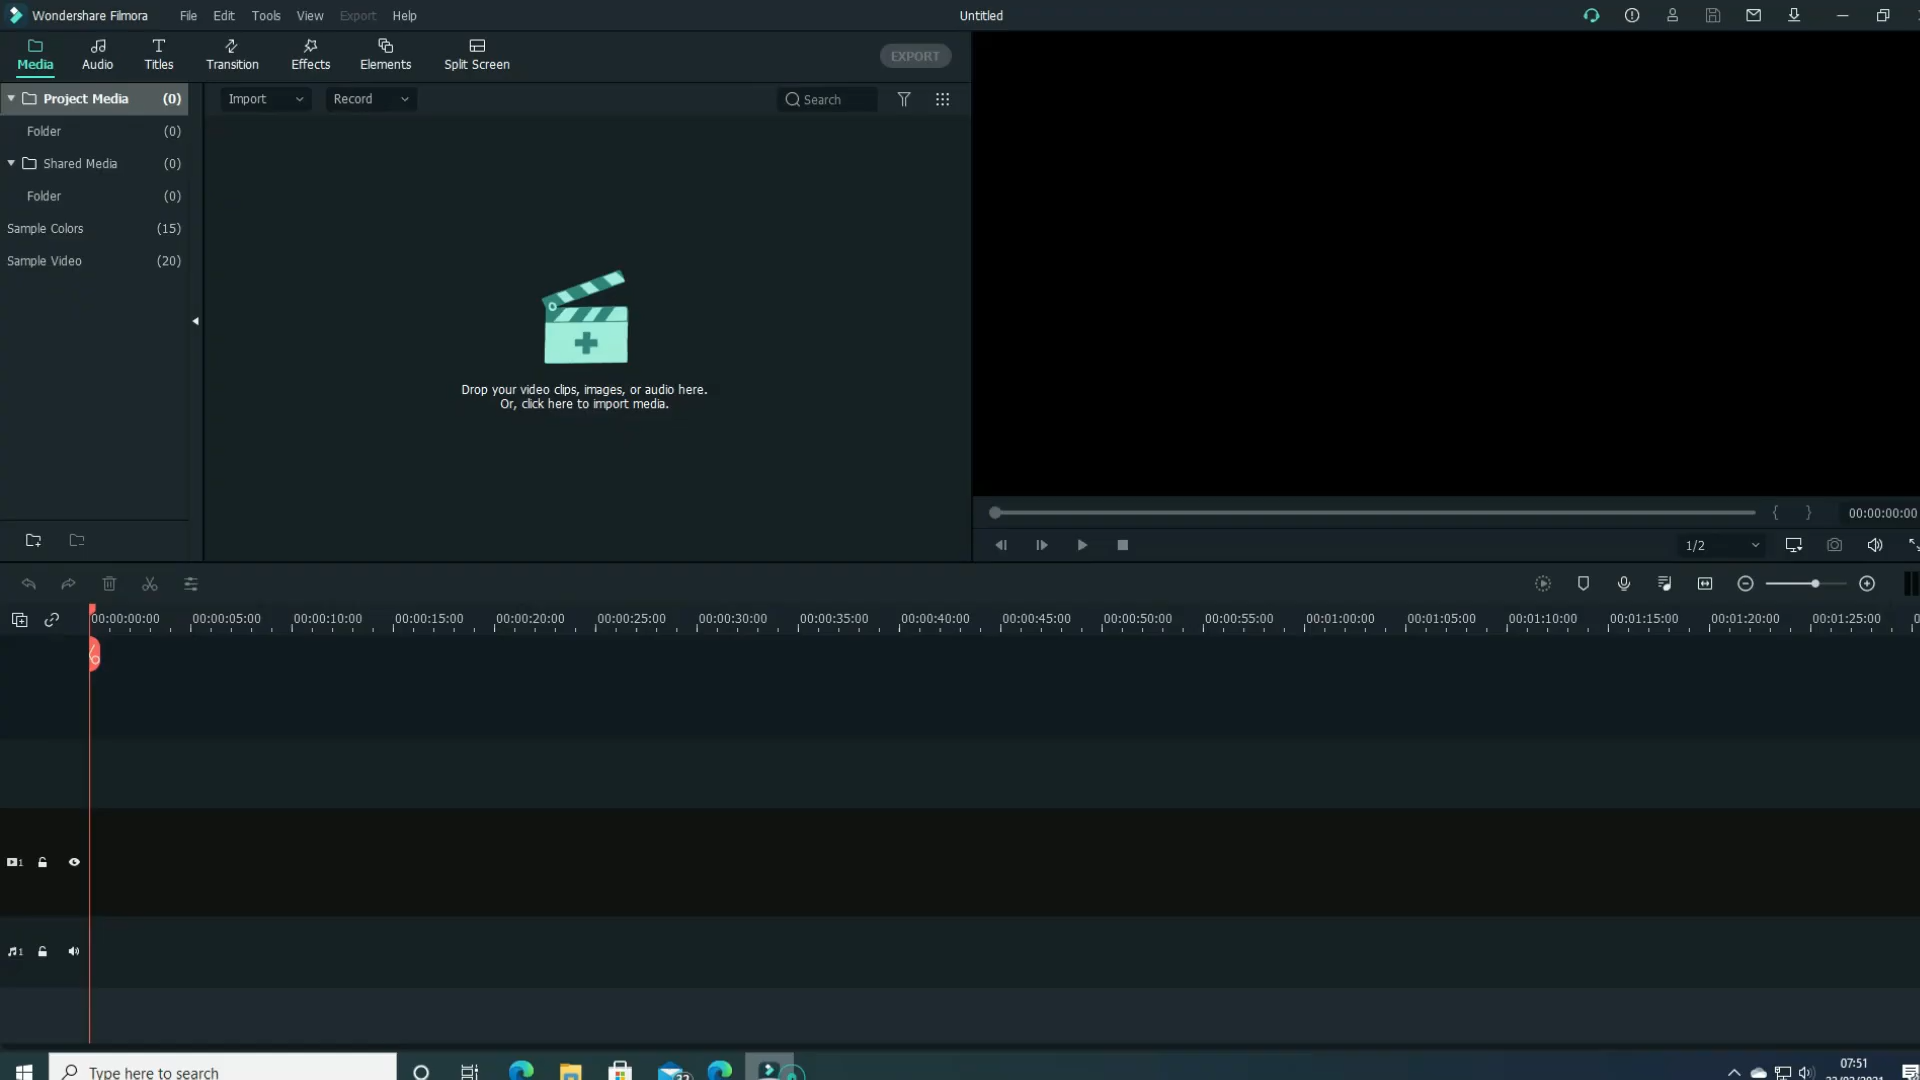 Wondershare Filmora File Edit Tools View Export Help Untitled
Media Audio Titles Transition Effects Elements Split Screen EXPORT
Project Media (0) Import Record Search
Folder (0)
Shared Media (0)
Folder (0)
Sample Colors (15)
Sample Video (20)
Drop your video clips, images, or audio here.
Or, click here to import media.
{ } 00:00:00:00
1/2
00:00:00:00 00:00:05:00 00:00:10:00 00:00:15:00 00:00:20:00 00:00:25:00 00:00:30:00 00:00:35:00 00:00:40:00 00:00:45:00 00:00:50:00 00:00:55:00 00:01:00:00 00:01:05:00 00:01:10:00 00:01:15:00 00:01:20:00 00:01:25:00
1
1
Type here to search
07:51